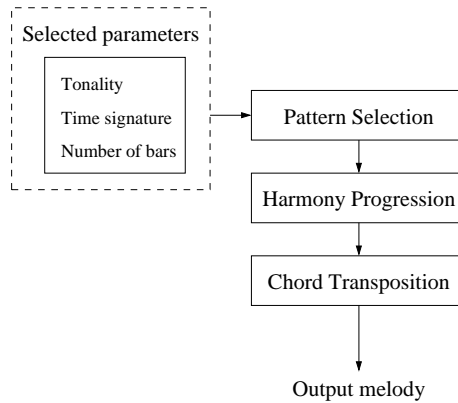 Selected parameters
Tonality
Time signature
Number of bars
Pattern Selection
Harmony Progression
Chord Transposition
Output melody